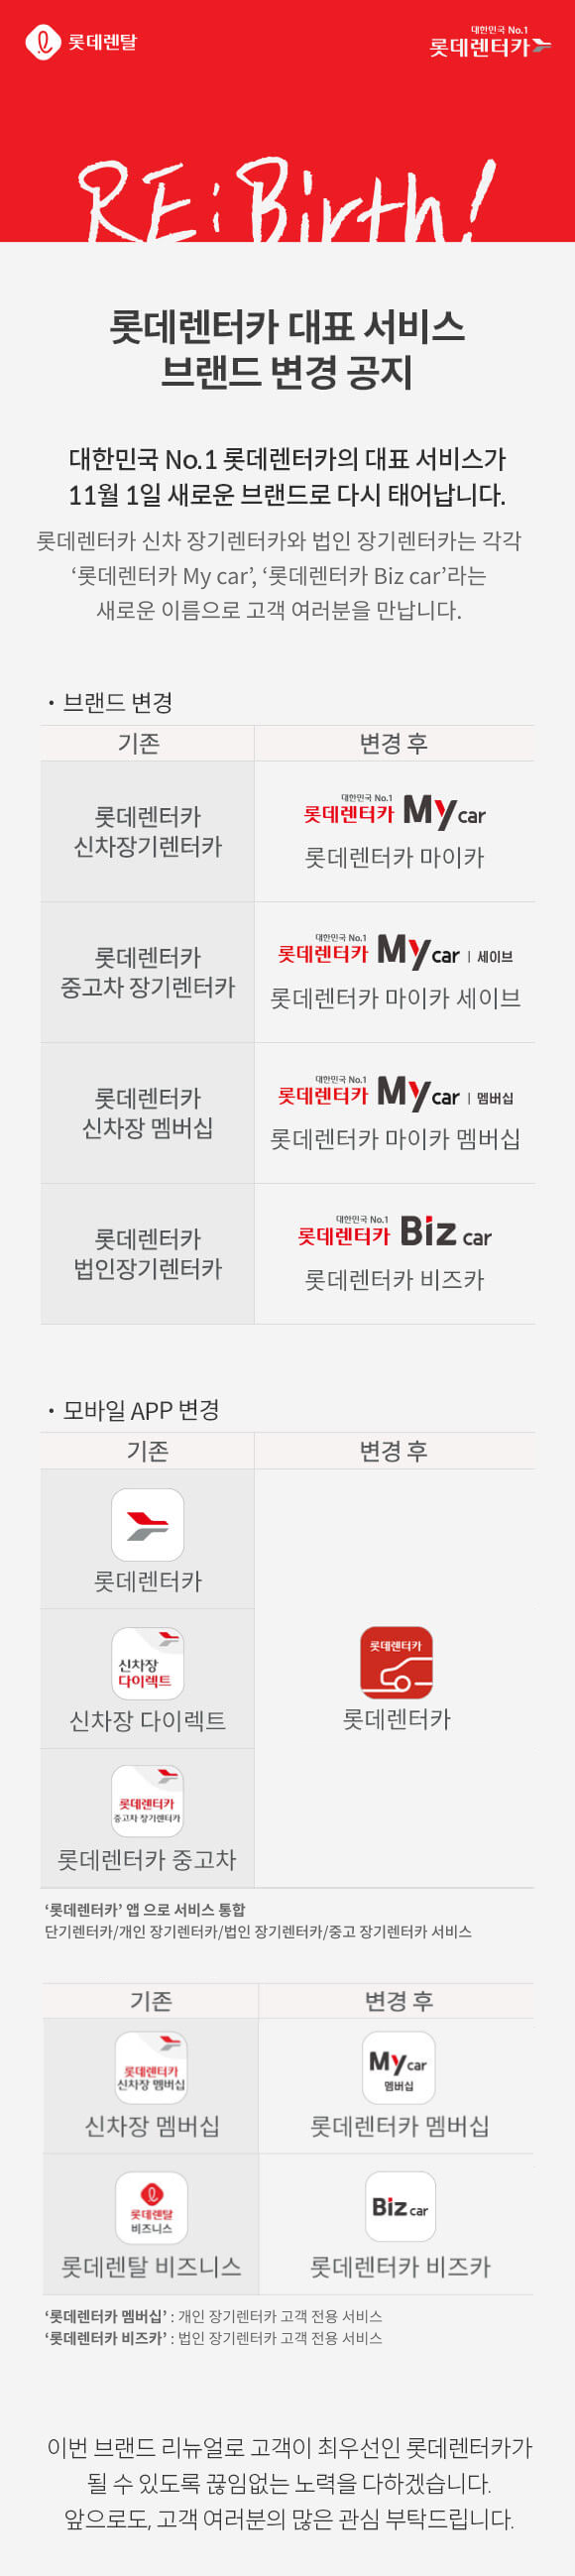 롯데렌탈
대한민국 No.1
롯데렌터카
RE:Birth!
롯데렌터카 대표 서비스
브랜드 변경 공지
대한민국 No.1 롯데렌터카의 대표 서비스가
11월 1일 새로운 브랜드로 다시 태어납니다.
롯데렌터카 신차 장기렌터카와 법인 장기렌터카는 각각
‘롯데렌터카 My car’, ‘롯데렌터카 Biz car’라는
새로운 이름으로 고객 여러분을 만납니다.
• 브랜드 변경
기존 변경 후
롯데렌터카
신차장기렌터카
대한민국 No.1
롯데렌터카 My car
롯데렌터카 마이카
롯데렌터카
중고차 장기렌터카
대한민국 No.1
롯데렌터카 My car | 세이브
롯데렌터카 마이카 세이브
롯데렌터카
신차장 멤버십
대한민국 No.1
롯데렌터카 My car | 멤버십
롯데렌터카 마이카 멤버십
롯데렌터카
법인장기렌터카
대한민국 No.1
롯데렌터카 Biz car
롯데렌터카 비즈카
• 모바일 APP 변경
기존 변경 후
롯데렌터카
신차장
다이렉트
신차장 다이렉트
롯데렌터카
중고차 장기렌터카
롯데렌터카 중고차
롯데렌터카
롯데렌터카
‘롯데렌터카’ 앱 으로 서비스 통합
단기렌터카/개인 장기렌터카/법인 장기렌터카/중고 장기렌터카 서비스
기존 변경 후
롯데렌터카
신차장 멤버십
신차장 멤버십
My car
멤버십
롯데렌터카 멤버십
롯데렌탈
비즈니스
롯데렌탈 비즈니스
Biz car
롯데렌터카 비즈카
‘롯데렌터카 멤버십’ : 개인 장기렌터카 고객 전용 서비스
‘롯데렌터카 비즈카’ : 법인 장기렌터카 고객 전용 서비스
이번 브랜드 리뉴얼로 고객이 최우선인 롯데렌터카가
될 수 있도록 끊임없는 노력을 다하겠습니다.
앞으로도, 고객 여러분의 많은 관심 부탁드립니다.